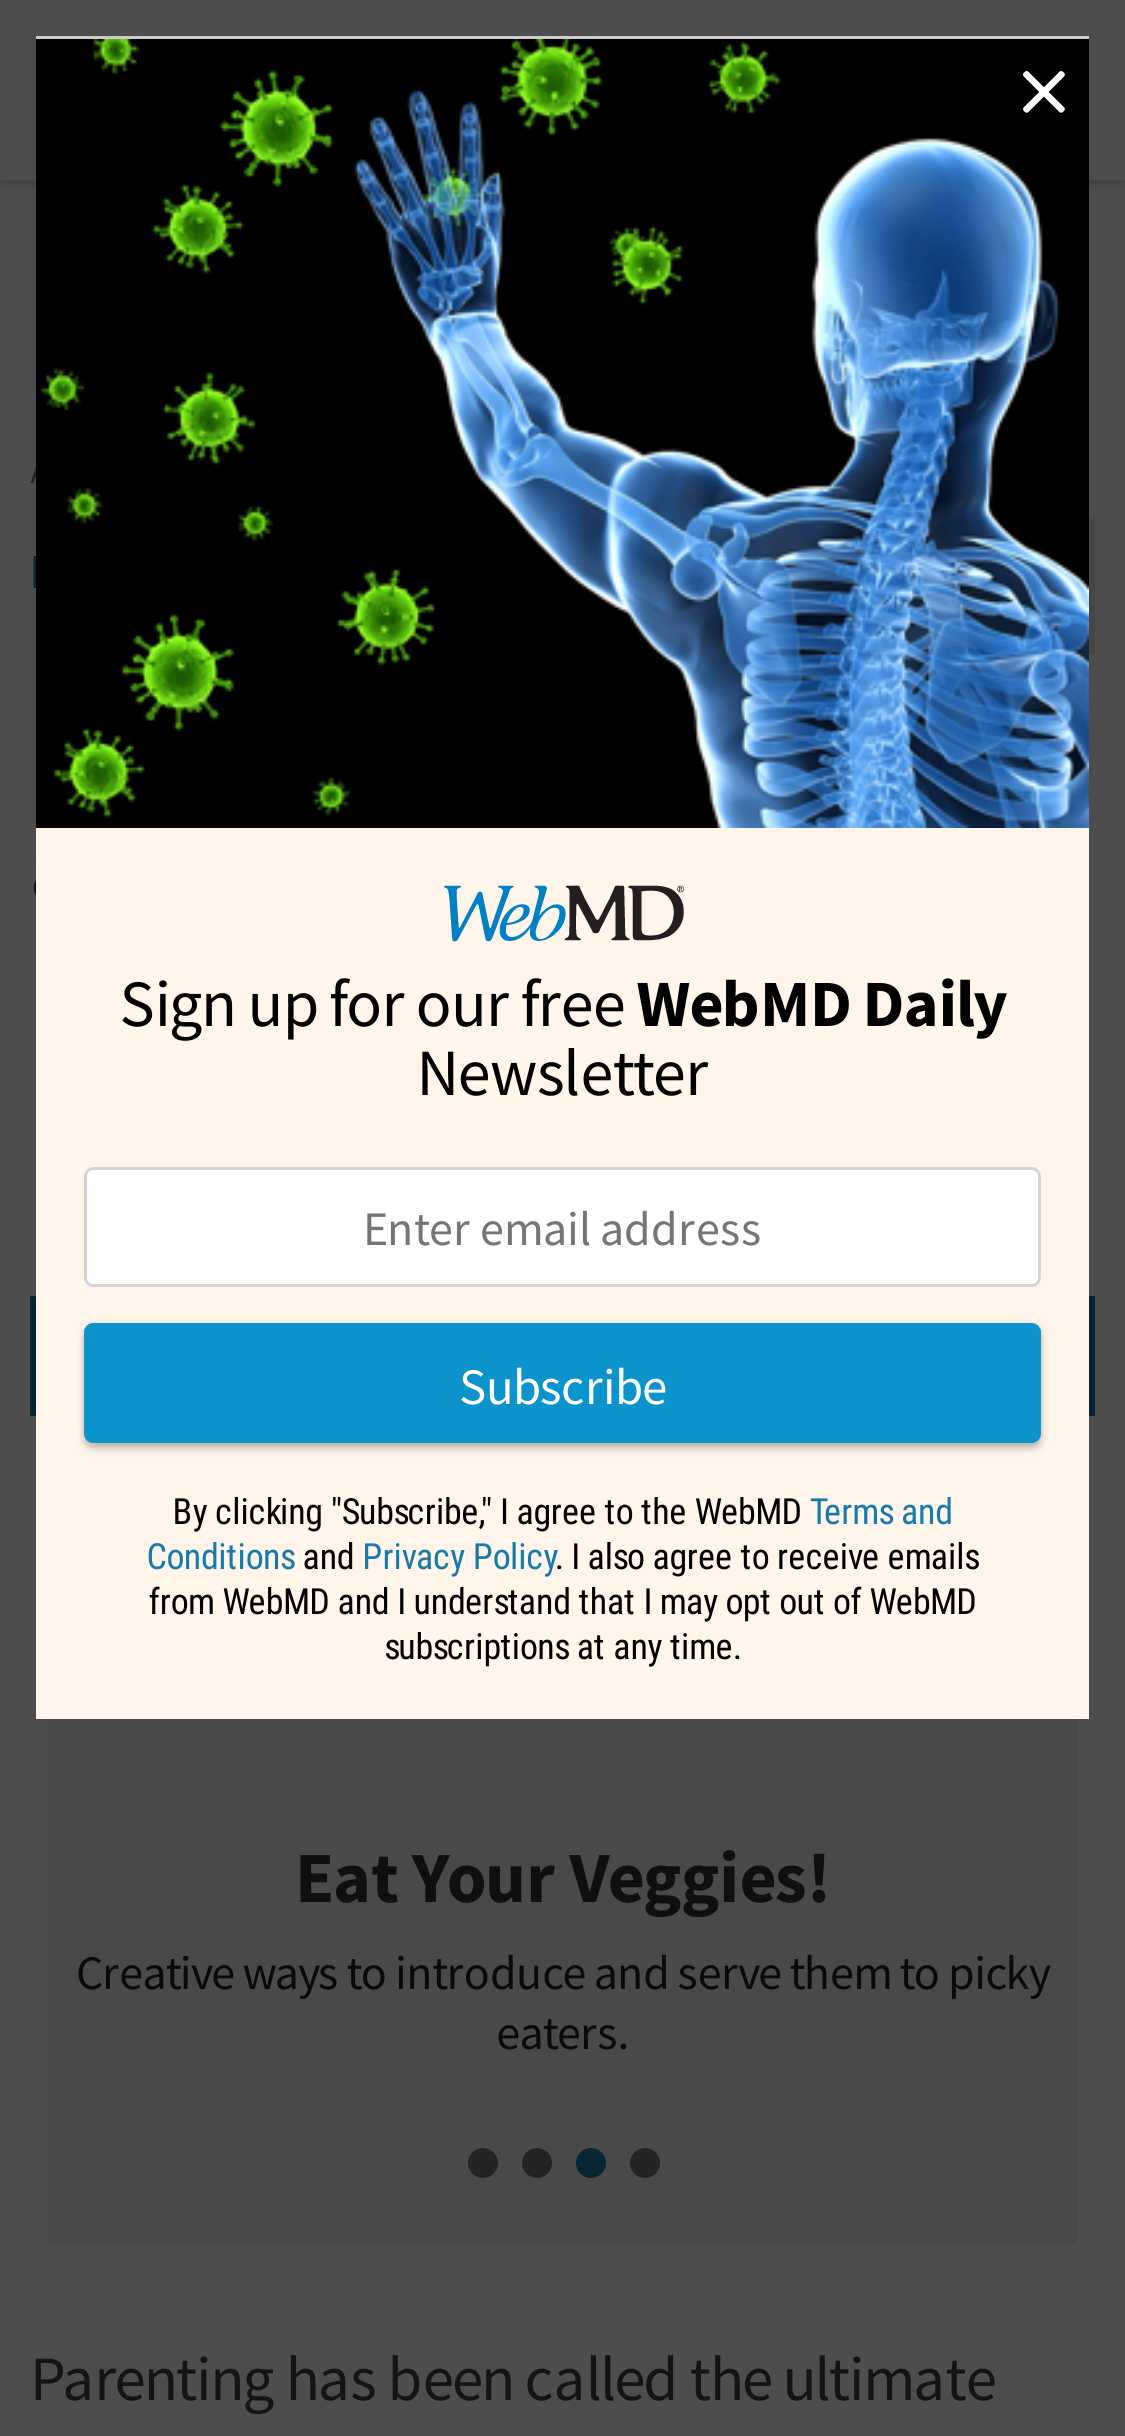 WebMD®
Sign up for our free WebMD Daily
Newsletter
Enter email address
Subscribe
By clicking "Subscribe," I agree to the WebMD Terms and
Conditions and Privacy Policy. I also agree to receive emails
from WebMD and I understand that I may opt out of WebMD
subscriptions at any time.
Eat Your Veggies!
Creative ways to introduce and serve them to picky
eaters.
Parenting has been called the ultimate